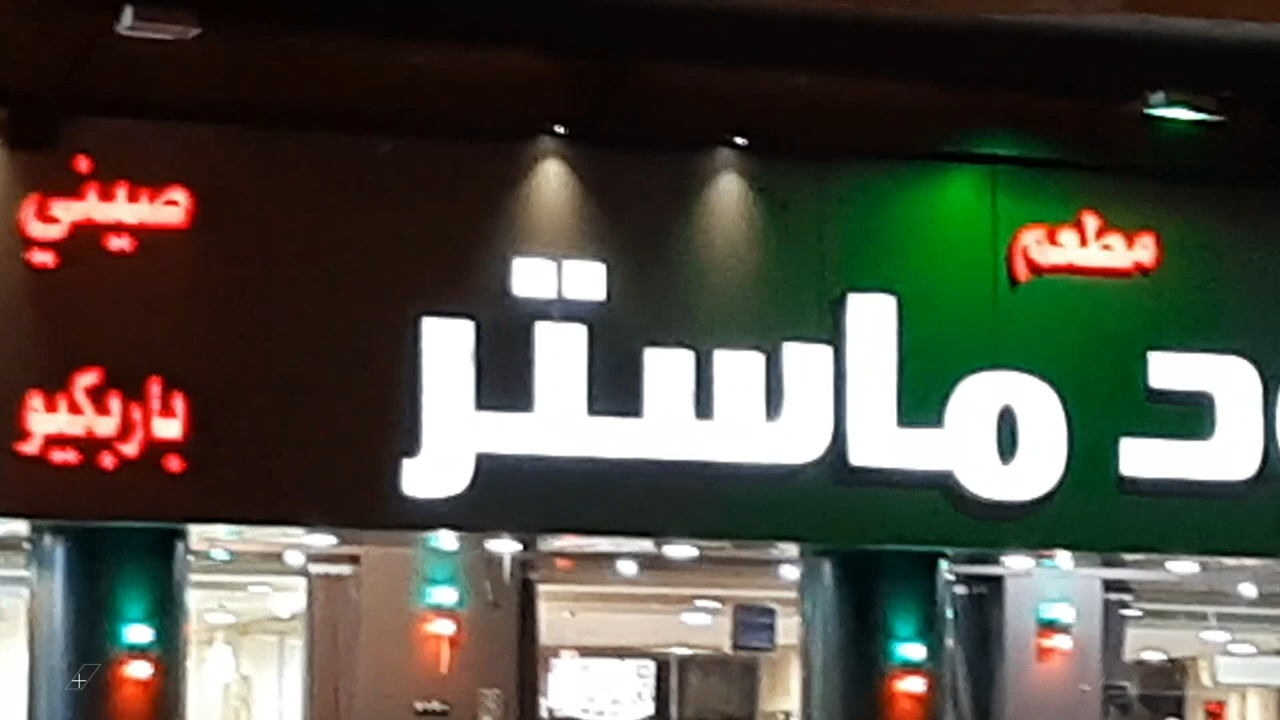 مطعم
د ماستر
صيني
باربكيو